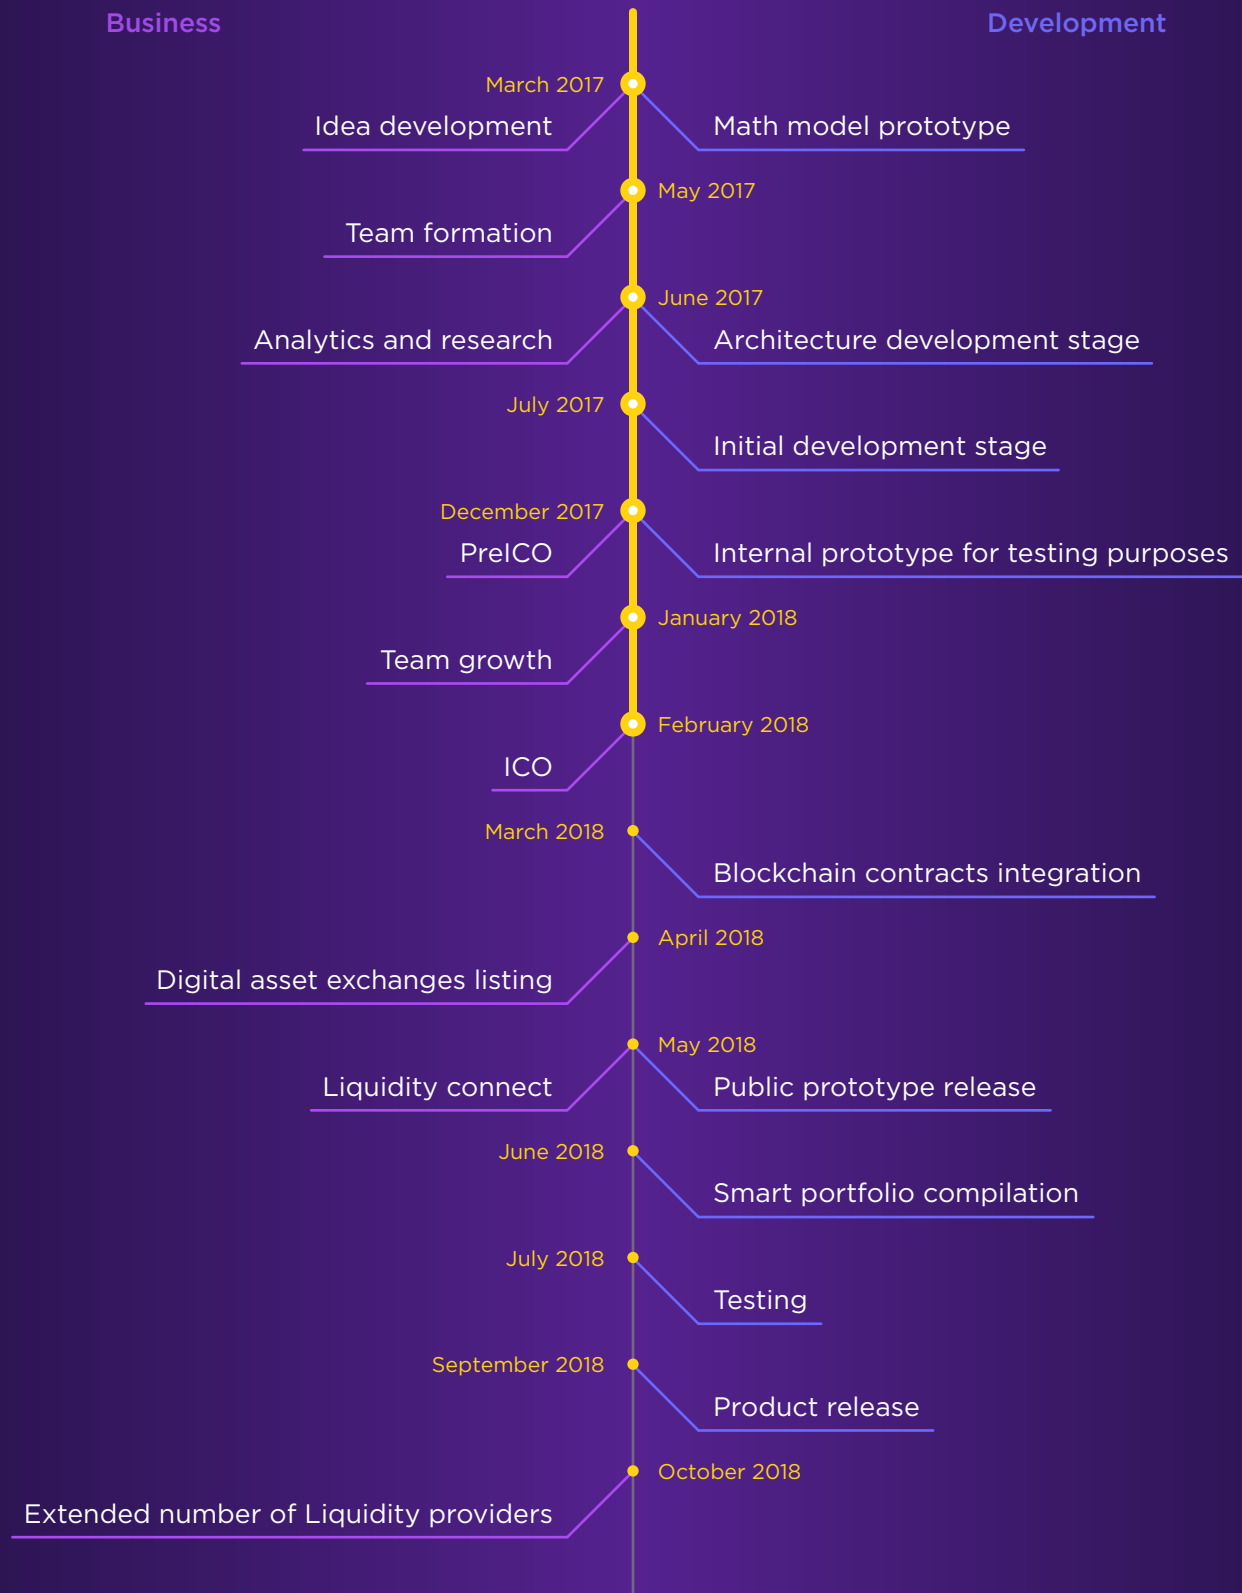 Business
Development
March 2017
Idea development
Math model prototype
May 2017
Team formation
June 2017
Analytics and research
Architecture development stage
July 2017
Initial development stage
December 2017
PreICO
Internal prototype for testing purposes
January 2018
Team growth
February 2018
ICO
March 2018
Blockchain contracts integration
April 2018
Digital asset exchanges listing
May 2018
Liquidity connect
Public prototype release
June 2018
Smart portfolio compilation
July 2018
Testing
September 2018
Product release
October 2018
Extended number of Liquidity providers